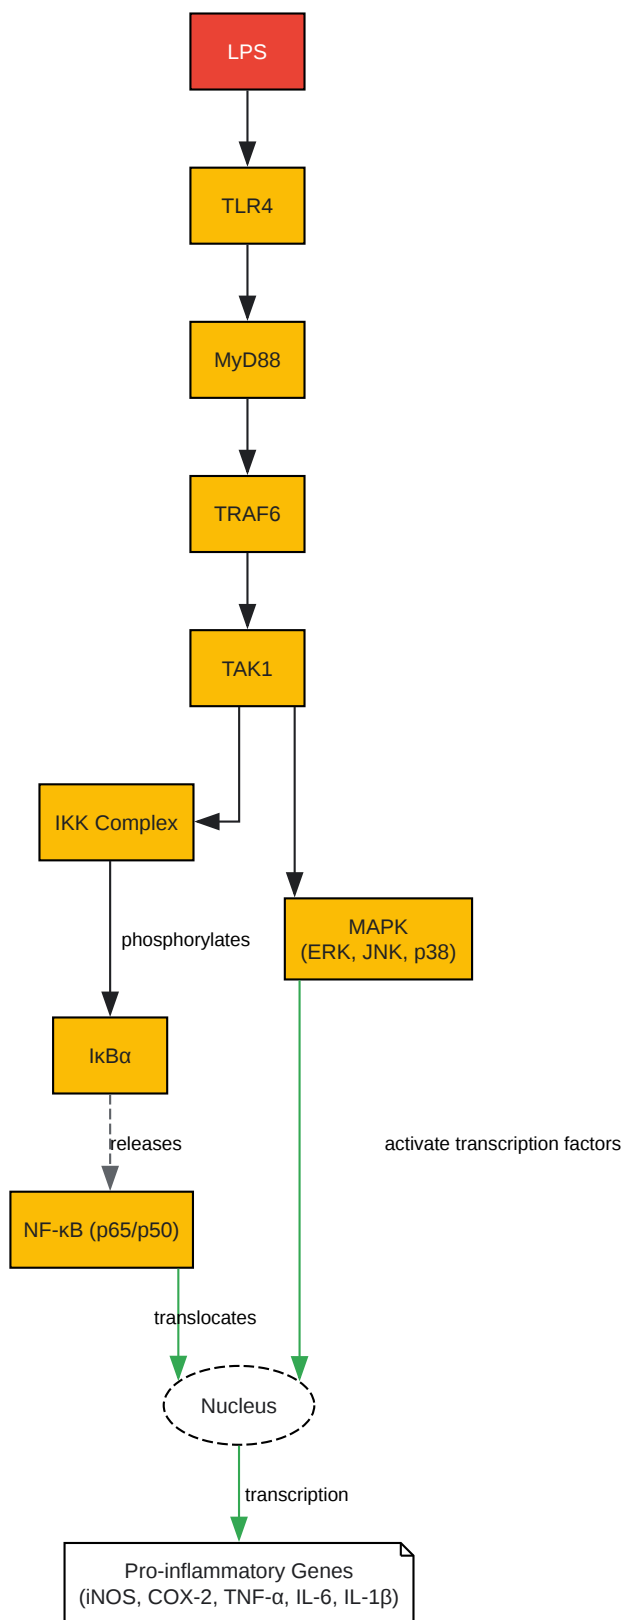 LPS
TLR4
MyD88
TRAF6
TAK1
IKK Complex
MAPK
(ERK, JNK, p38)
phosphorylates
IκBα
releases
activate transcription factors
NF-κB (p65/p50)
translocates
Nucleus
transcription
Pro-inflammatory Genes
(iNOS, COX-2, TNF-α, IL-6, IL-1β)